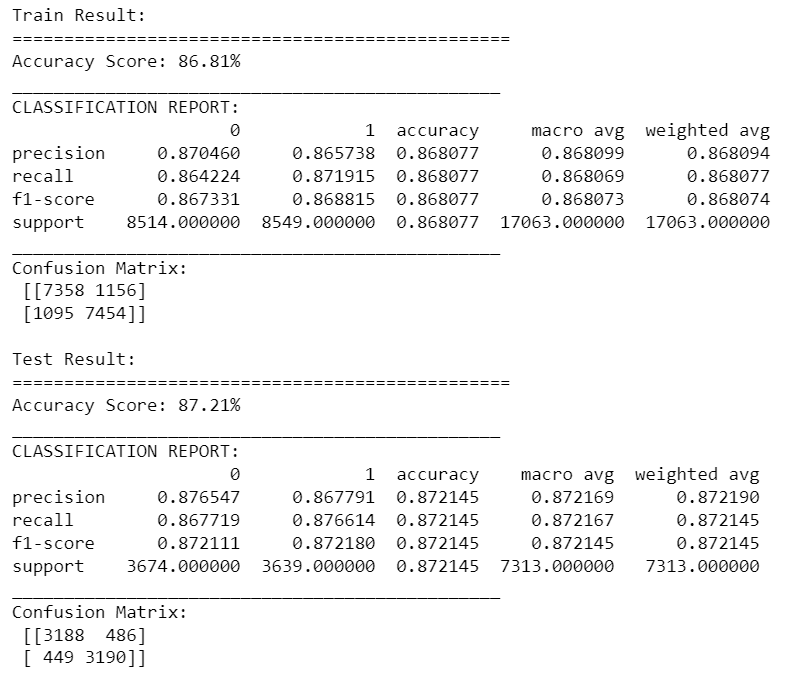 Train Result:
================================================
Accuracy Score: 86.81%
_______________________________________________
CLASSIFICATION REPORT:
                     0            1  accuracy     macro avg  weighted avg
precision     0.870460     0.865738  0.868077      0.868099      0.868094
recall        0.864224     0.871915  0.868077      0.868069      0.868077
f1-score      0.867331     0.868815  0.868077      0.868073      0.868074
support    8514.000000  8549.000000  0.868077  17063.000000  17063.000000
_______________________________________________
Confusion Matrix:
 [[7358 1156]
 [1095 7454]]

Test Result:
================================================
Accuracy Score: 87.21%
_______________________________________________
CLASSIFICATION REPORT:
                     0            1  accuracy    macro avg  weighted avg
precision     0.876547     0.867791  0.872145     0.872169      0.872190
recall        0.867719     0.876614  0.872145     0.872167      0.872145
f1-score      0.872111     0.872180  0.872145     0.872145      0.872145
support    3674.000000  3639.000000  0.872145  7313.000000   7313.000000
_______________________________________________
Confusion Matrix:
 [[3188  486]
 [ 449 3190]]